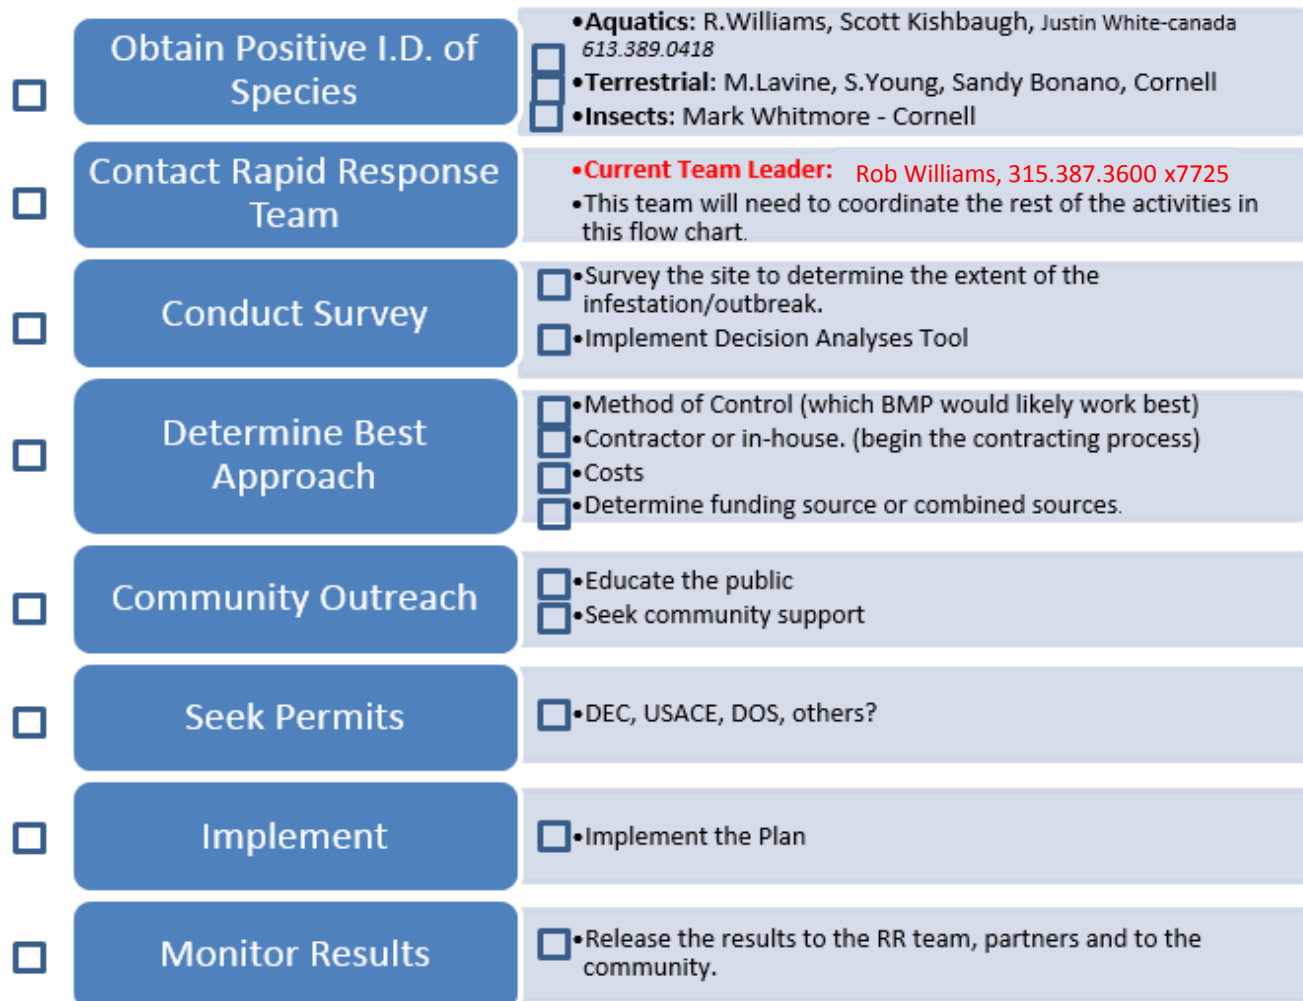 Obtain Positive I.D. of
Species
•Aquatics: R.Williams, Scott Kishbaugh, Justin White-canada
613.389.0418
•Terrestrial: M.Lavine, S.Young, Sandy Bonano, Cornell
•Insects: Mark Whitmore - Cornell
Contact Rapid Response
Team
•Current Team Leader: Rob Williams, 315.387.3600 x7725
•This team will need to coordinate the rest of the activities in
this flow chart.
Conduct Survey
•Survey the site to determine the extent of the
infestation/outbreak.
•Implement Decision Analyses Tool
Determine Best
Approach
•Method of Control (which BMP would likely work best)
•Contractor or in-house. (begin the contracting process)
•Costs
•Determine funding source or combined sources.
Community Outreach
•Educate the public
•Seek community support
Seek Permits
•DEC, USACE, DOS, others?
Implement
•Implement the Plan
Monitor Results
•Release the results to the RR team, partners and to the
community.